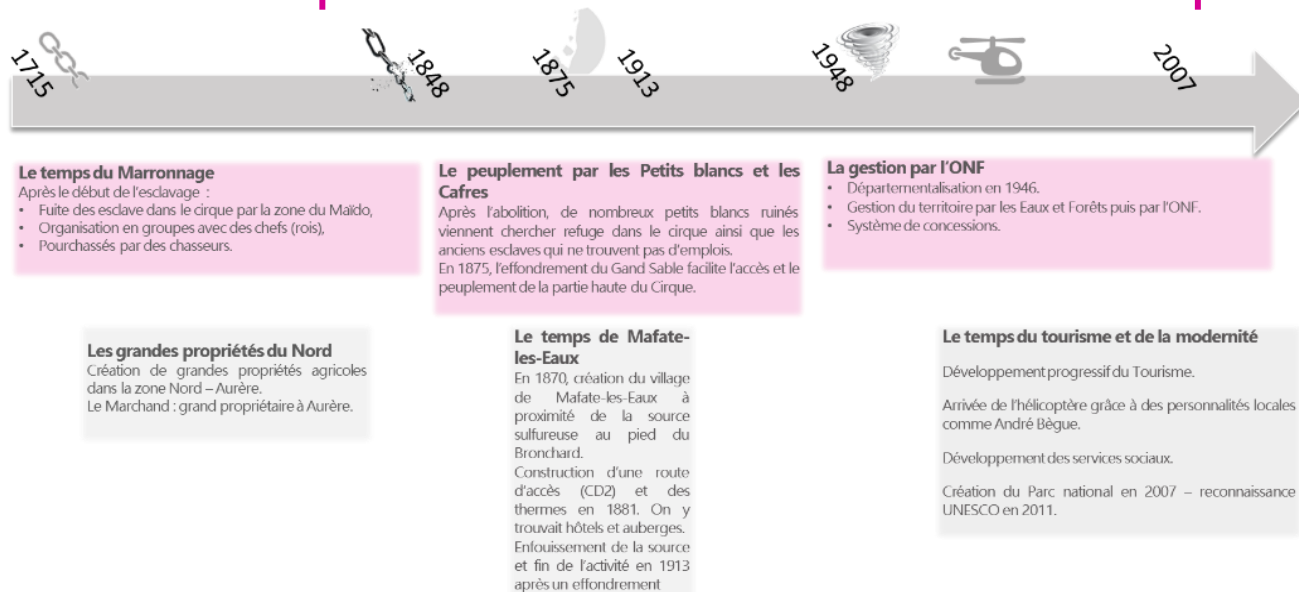 1715
1848
1875
1913
1948
2007
Le temps du Marronnage
Après le début de l'esclavage :
• Fuite des esclave dans le cirque par la zone du Maïdo,
• Organisation en groupes avec des chefs (rois),
• Pourchassés par des chasseurs.
Le peuplement par les Petits blancs et les
Cafres
Après l'abolition, de nombreux petits blancs ruinés
viennent chercher refuge dans le cirque ainsi que les
anciens esclaves qui ne trouvent pas d'emplois.
En 1875, l'effondrement du Gand Sable facilite l'accès et le
peuplement de la partie haute du Cirque.
La gestion par l'ONF
• Départementalisation en 1946.
• Gestion du territoire par les Eaux et Forêts puis par l'ONF.
• Système de concessions.
Les grandes propriétés du Nord
Création de grandes propriétés agricoles
dans la zone Nord – Aurère.
Le Marchand : grand propriétaire à Aurère.
Le temps de Mafate-
les-Eaux
En 1870, création du village
de Mafate-les-Eaux à
proximité de la source
sulfureuse au pied du
Bronchard.
Construction d'une route
d'accès (CD2) et des
thermes en 1881. On y
trouvait hôtels et auberges.
Enfouissement de la source
et fin de l'activité en 1913
après un effondrement
Le temps du tourisme et de la modernité
Développement progressif du Tourisme.
Arrivée de l'hélicoptère grâce à des personnalités locales
comme André Bègue.
Développement des services sociaux.
Création du Parc national en 2007 – reconnaissance
UNESCO en 2011.